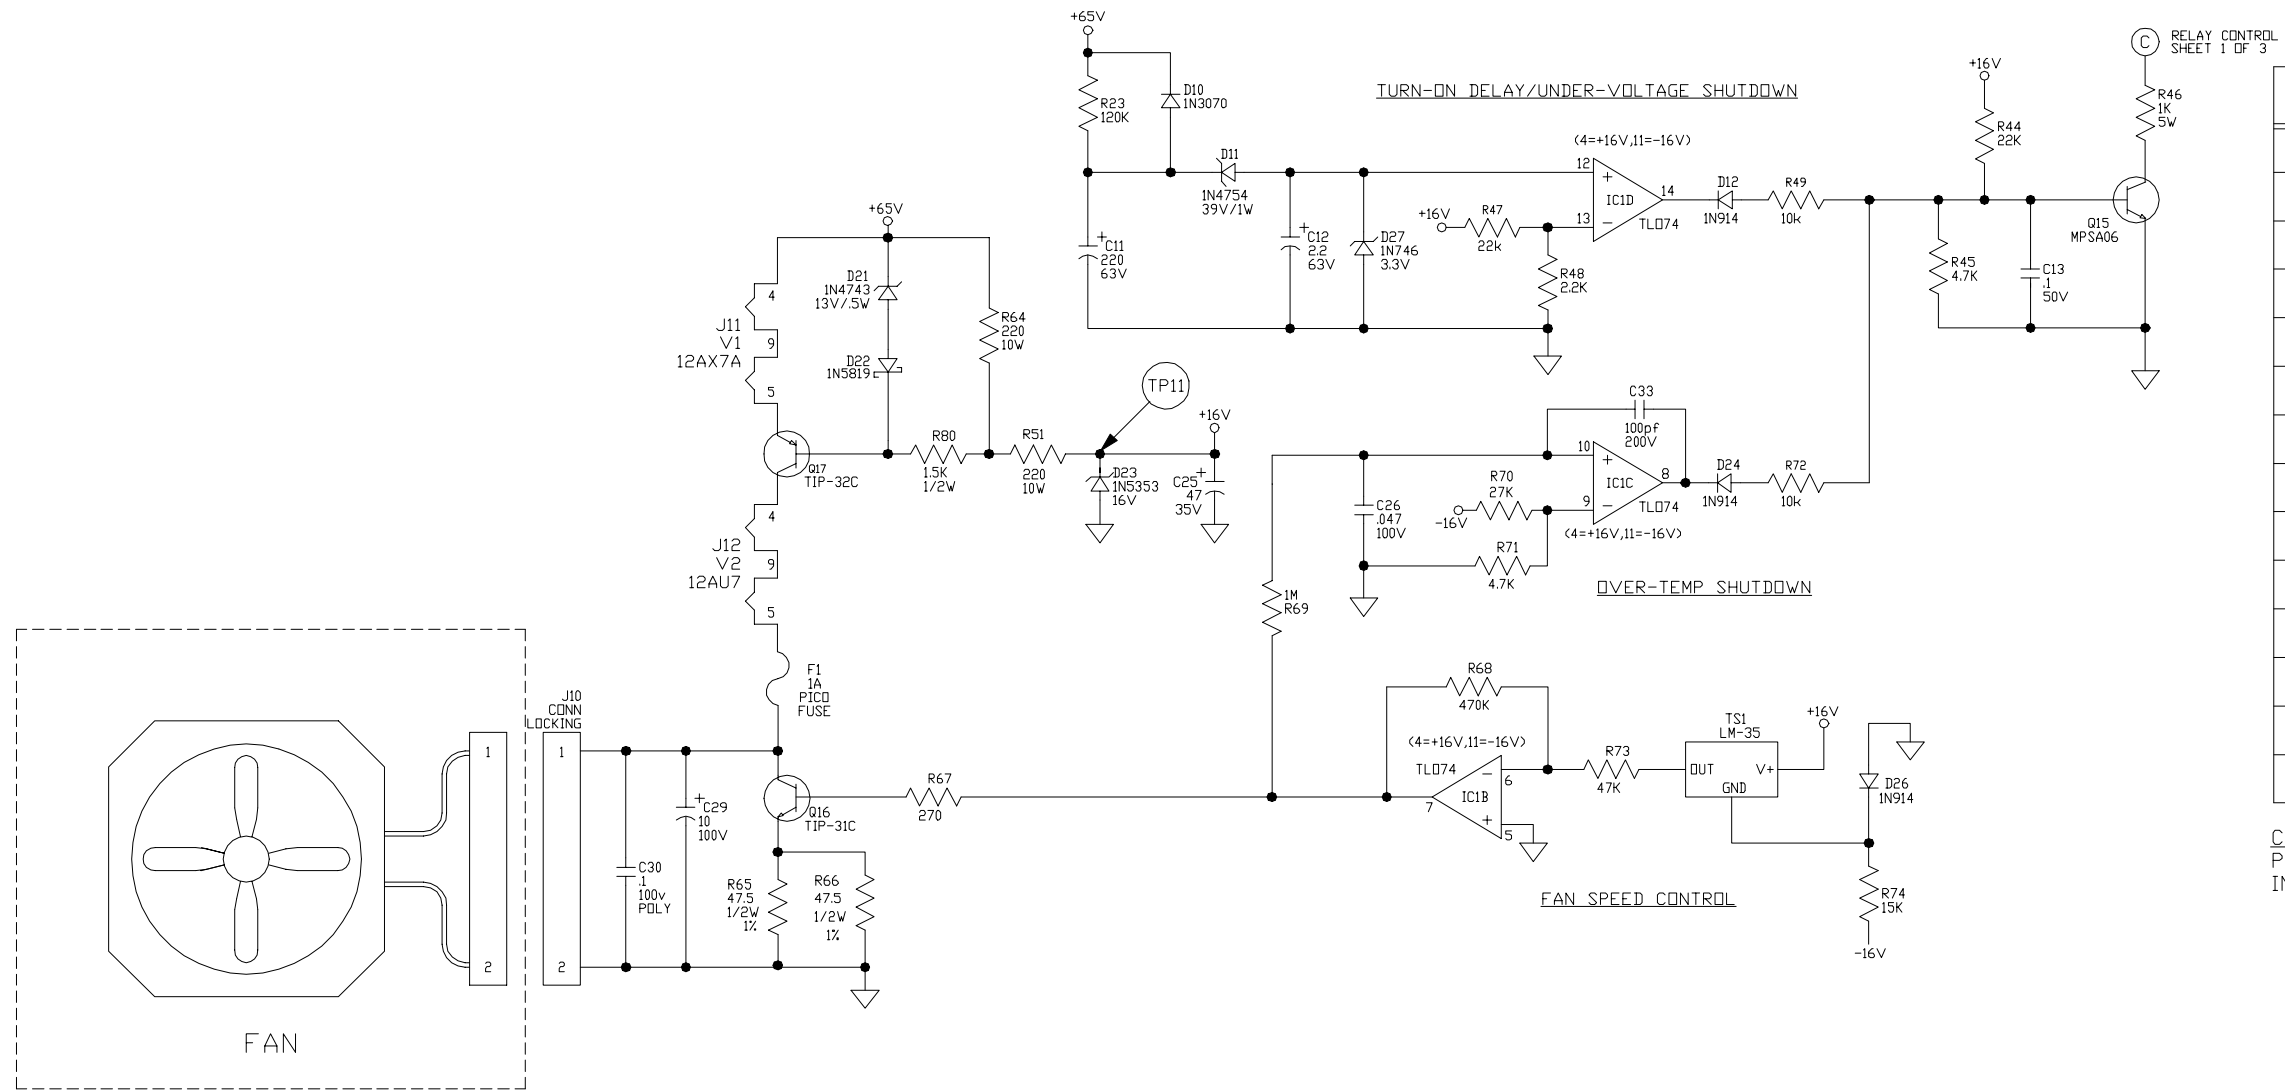 +65V
R23
120K
D10
1N3070
TURN-ON DELAY/UNDER-VOLTAGE SHUTDOWN
(4=+16V,11=-16V)
D11
1N4754
39V/1W
12
+
IC1D
14
13
−
TL074
+16V
R47
22k
D12
1N914
R49
10k
+16V
R44
22K
C
RELAY CONTROL
SHEET 1 OF 3
R46
1K
5W
Q15
MPSA06
+
C11
220
63V
+
C12
2.2
63V
D27
1N746
3.3V
R48
2.2K
R45
4.7K
C13
.1
50V
+65V
D21
1N4743
13V/.5W
4
J11
V1
12AX7A
9
5
D22
1N5819
R64
220
10W
TP11
+16V
Q17
TIP-32C
R80
1.5K
1/2W
R51
220
10W
D23
1N5353
16V
+
C25
47
35V
C33
100pf
200V
10
+
IC1C
8
9
−
TL074
(4=+16V,11=-16V)
R70
27K
-16V
C26
.047
100V
R71
4.7K
D24
1N914
R72
10k
OVER-TEMP SHUTDOWN
4
J12
V2
12AU7
9
5
1M
R69
F1
1A
PICO
FUSE
J10
CONN
LOCKING
1
1
2
2
R68
470K
(4=+16V,11=-16V)
TL074
−
6
IC1B
7
+
5
R73
47K
TS1
LM-35
OUT
V+
GND
+16V
D26
1N914
R74
15K
-16V
R67
270
Q16
TIP-31C
+
C29
10
100V
C30
.1
100v
POLY
R65
47.5
1/2W
1%
R66
47.5
1/2W
1%
FAN SPEED CONTROL
FAN
C
P